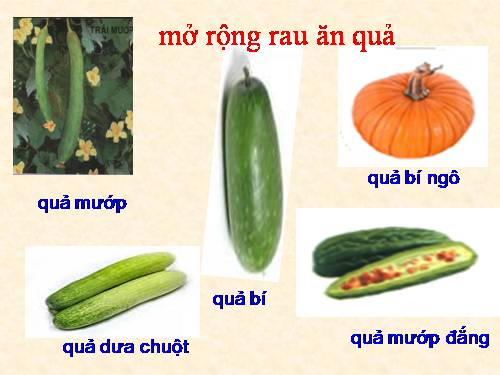 mở rộng rau ăn quả
TRÁI MƯỚP
quả mướp
quả bí ngô
quả bí
quả dưa chuột
quả mướp đắng